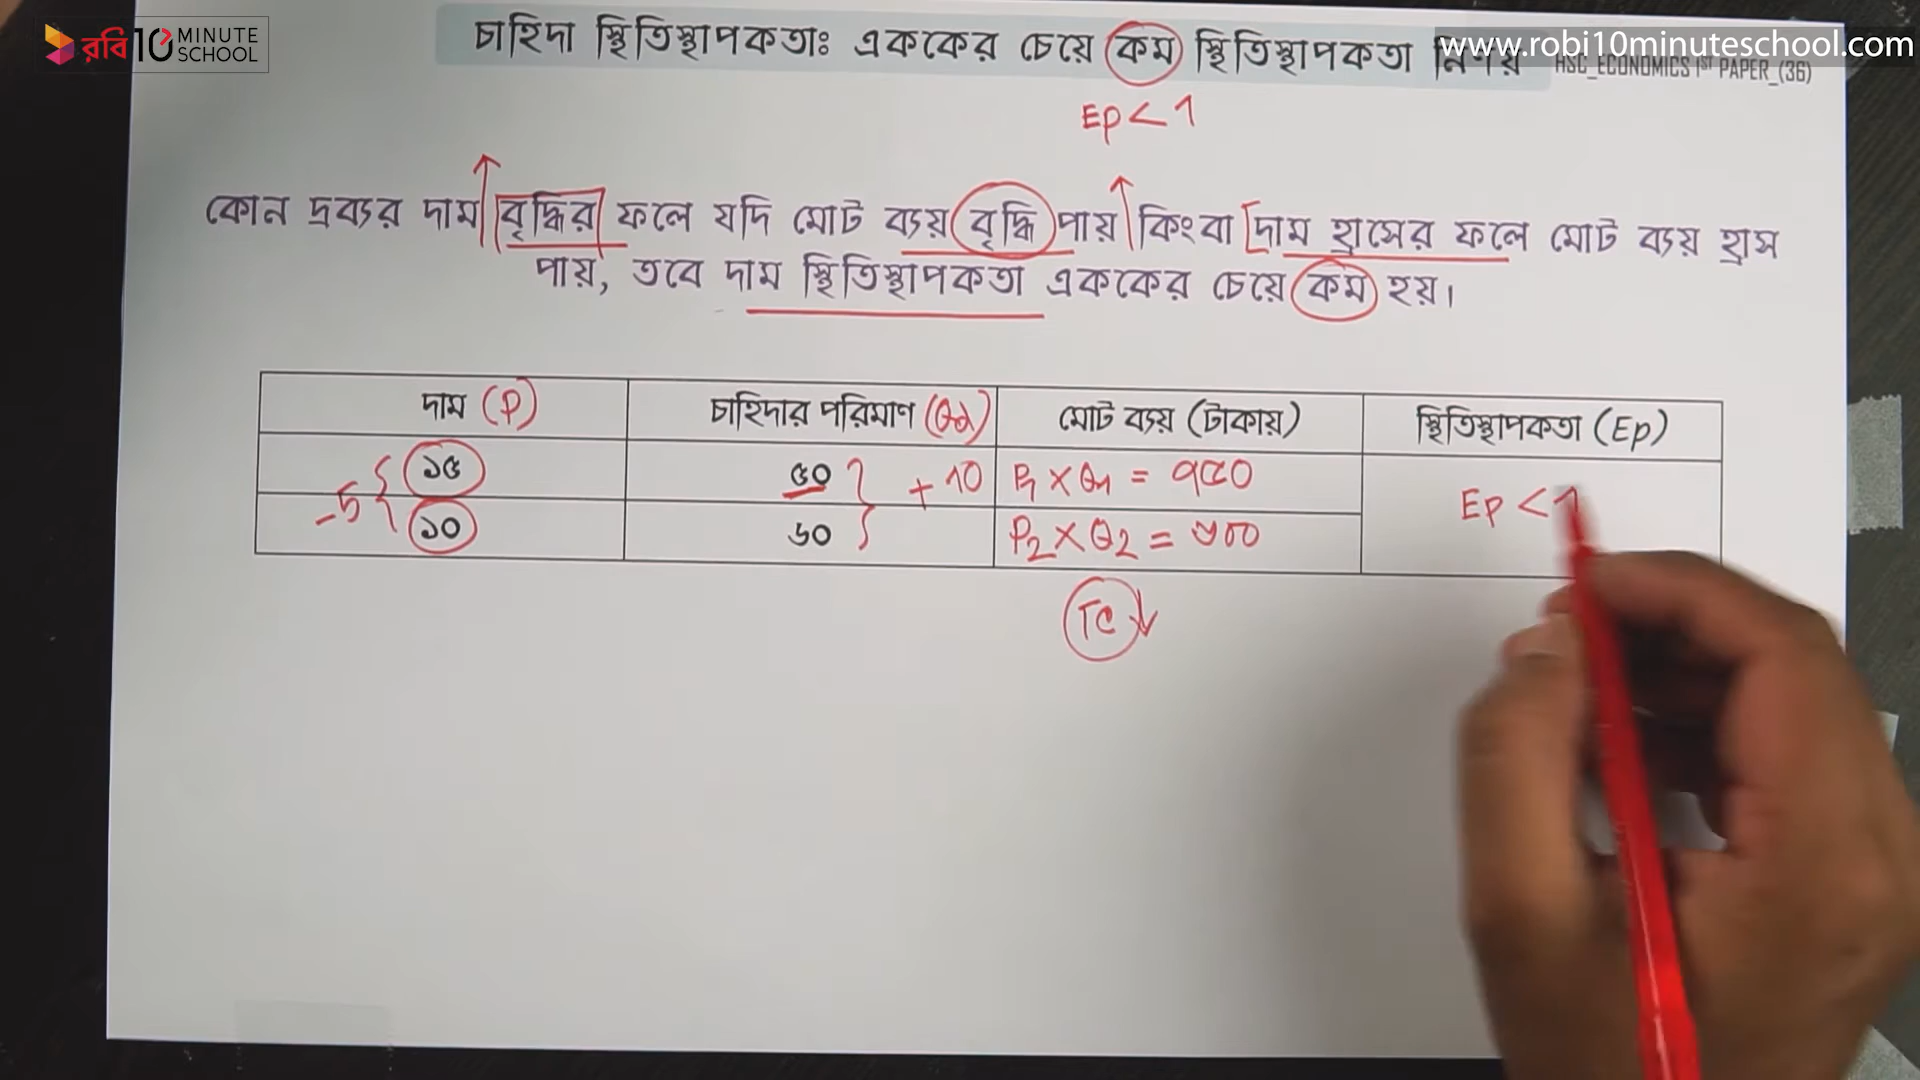 রবি 10 MINUTE SCHOOL
www.robi10minuteschool.com
চাহিদা স্থিতিস্থাপকতাঃ এককের চেয়ে কম স্থিতিস্থাপকতা নির্ণয়
HSC_ECONOMICS 1ST PAPER_(36)
Ep < 1
কোন দ্রব্যর দাম বৃদ্ধির ফলে যদি মোট ব্যয় বৃদ্ধি পায় কিংবা দাম হ্রাসের ফলে মোট ব্যয় হ্রাস
পায়, তবে দাম স্থিতিস্থাপকতা এককের চেয়ে কম হয়।
দাম (P) চাহিদার পরিমাণ (Qd) মোট ব্যয় (টাকায়) স্থিতিস্থাপকতা (Ep)
১৫ ৫০ + 10 P1 × Q1 = ৭৫০
-5
Ep < 1
১০ ৬০ P2 × Q2 = ৬০০
TC ↓